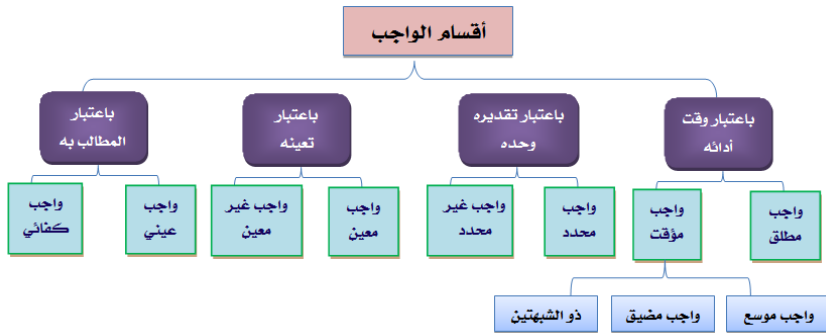 أقسام الواجب
باعتبار وقت
أدائه
باعتبار تقديره
وحده
باعتبار
تعينه
باعتبار
المطالب به
واجب
مطلق
واجب
مؤقت
واجب
محدد
واجب غير
محدد
واجب
معين
واجب غير
معين
واجب
عيني
واجب
كفائي
واجب موسع
واجب مضيق
ذو الشبهتين